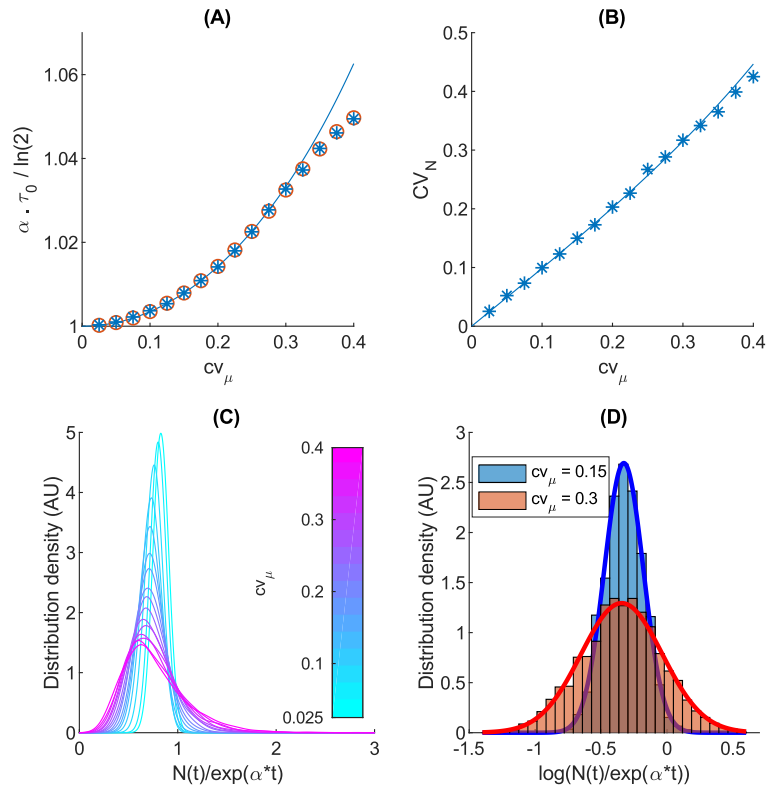 (A)
1.06
1.04
1.02
1
0 0.1 0.2 0.3 0.4
α · τ0 / ln(2)
cvμ
(B)
0.5
0.4
0.3
0.2
0.1
0
0 0.1 0.2 0.3 0.4
CVN
cvμ
(C)
5
4
3
2
1
0
0 1 2 3
Distribution density (AU)
N(t)/exp(α*t)
0.4
0.3
0.2
0.1
0.025
cvμ
(D)
3
2.5
2
1.5
1
0.5
0
-1.5 -1 -0.5 0 0.5
Distribution density (AU)
log(N(t)/exp(α*t))
cvμ = 0.15
cvμ = 0.3